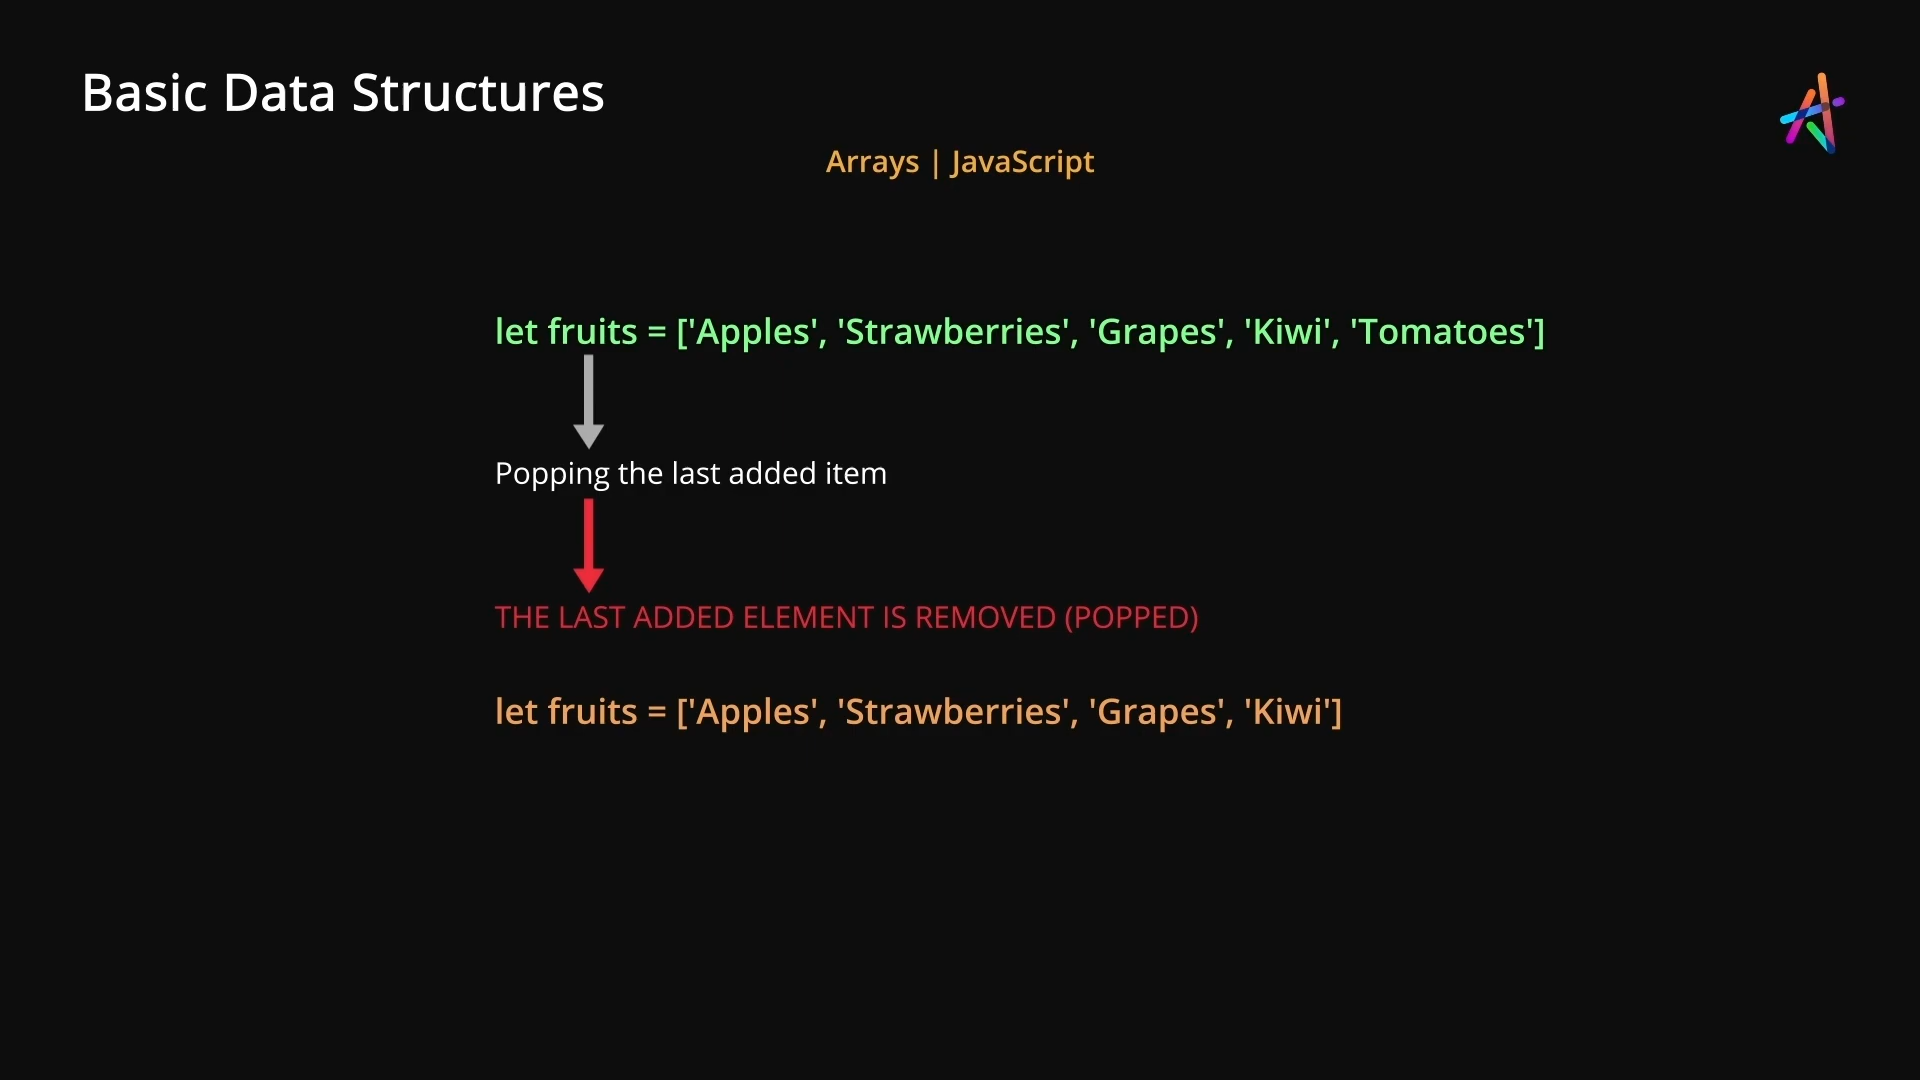 Basic Data Structures
Arrays | JavaScript
let fruits = ['Apples', 'Strawberries', 'Grapes', 'Kiwi', 'Tomatoes']
Popping the last added item
THE LAST ADDED ELEMENT IS REMOVED (POPPED)
let fruits = ['Apples', 'Strawberries', 'Grapes', 'Kiwi']